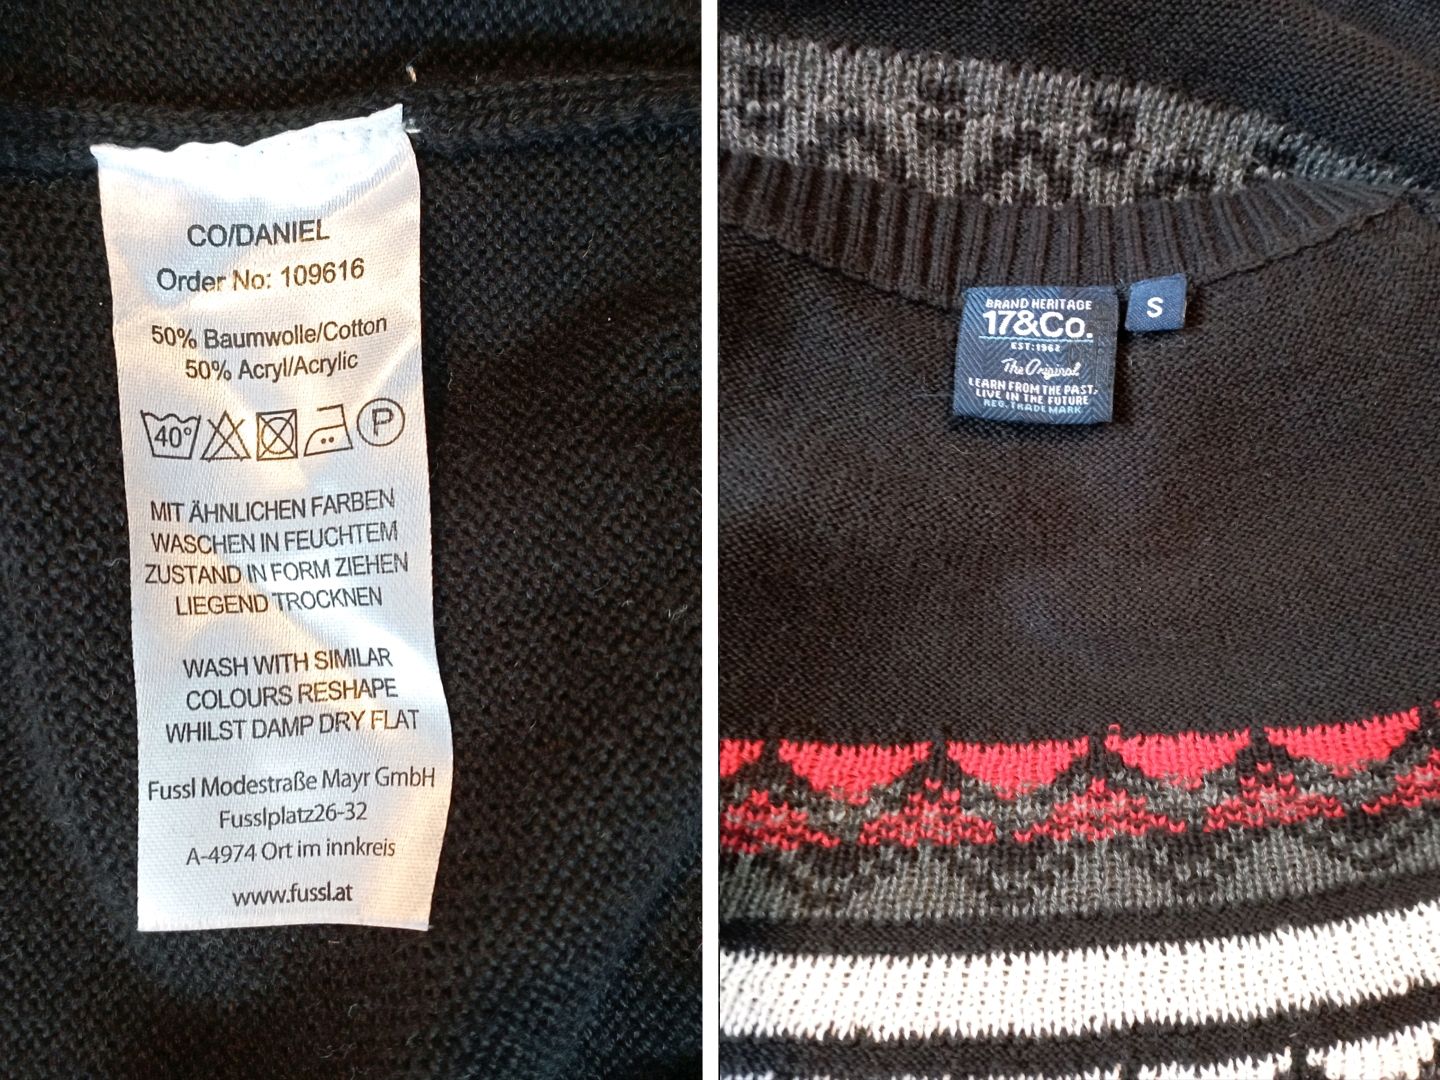 CO/DANIEL
Order No: 109616
50% Baumwolle/Cotton
50% Acryl/Acrylic
40° P
MIT ÄHNLICHEN FARBEN
WASCHEN IN FEUCHTEM
ZUSTAND IN FORM ZIEHEN
LIEGEND TROCKNEN
WASH WITH SIMILAR
COLOURS RESHAPE
WHILST DAMP DRY FLAT
Fussl Modestraße Mayr GmbH
Fusslplatz26-32
A-4974 Ort im innkreis
www.fussl.at
BRAND HERITAGE
17&Co.
EST:1962
The Original
LEARN FROM THE PAST,
LIVE IN THE FUTURE
REG. TRADE MARK
S